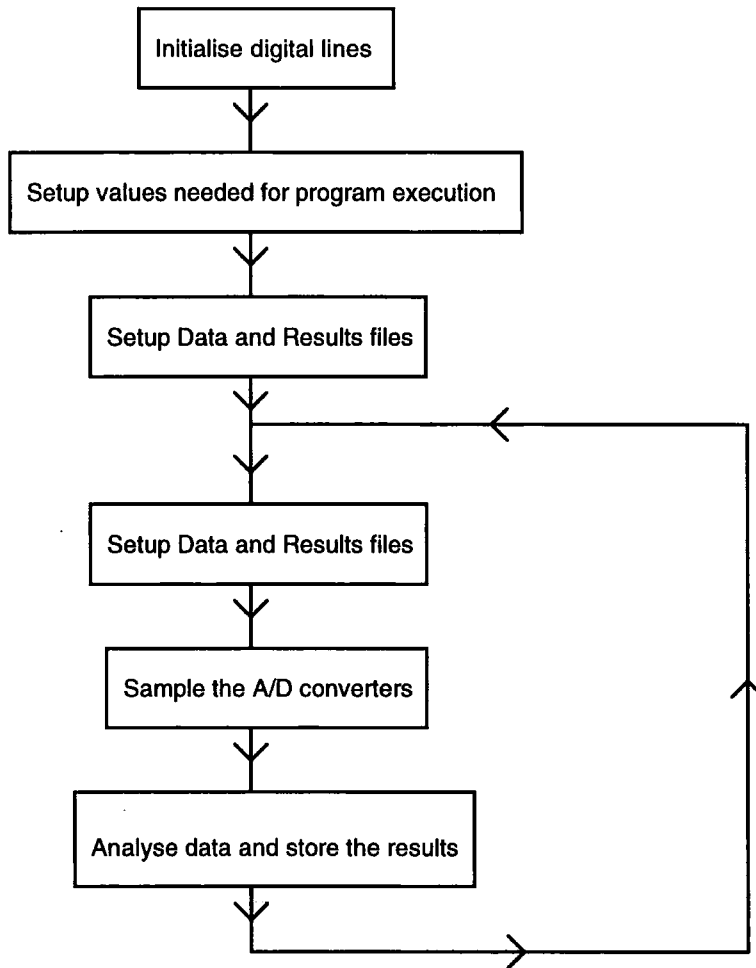 Initialise digital lines
Setup values needed for program execution
Setup Data and Results files
Setup Data and Results files
Sample the A/D converters
Analyse data and store the results